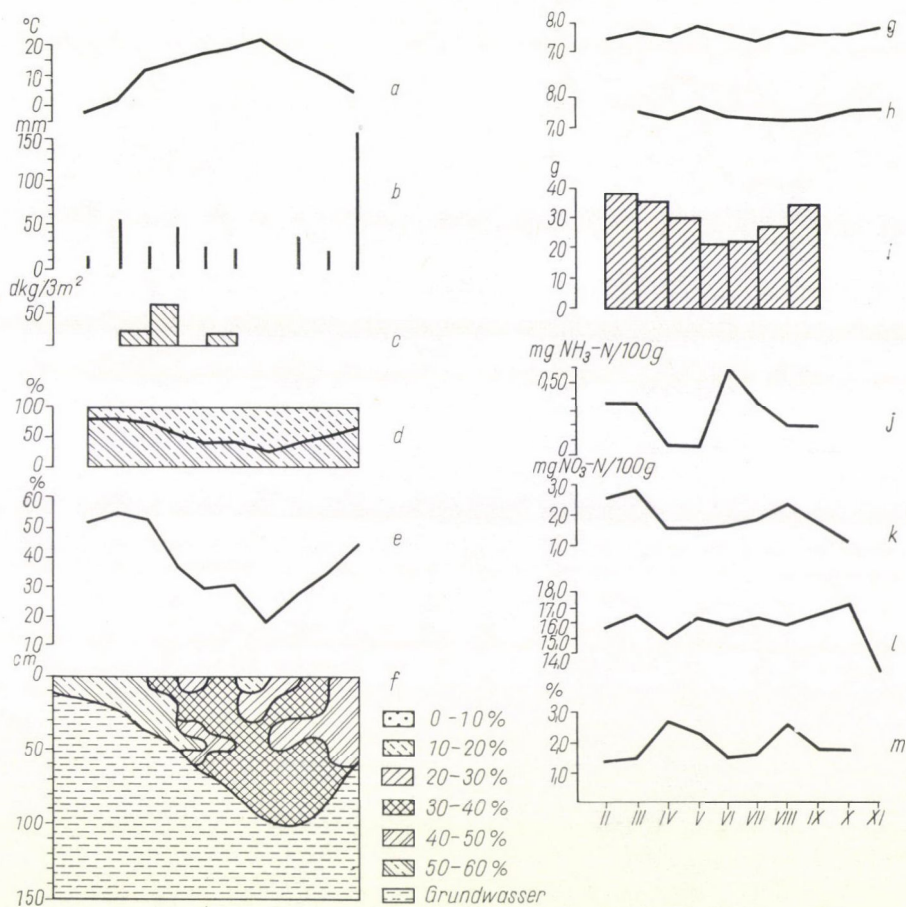 °C
20
10
0
a
mm
150
100
50
0
b
dkg/3m²
50
c
%
100
50
0
d
%
60
50
40
30
20
10
e
cm
0
50
100
150
f
0-10%
10-20%
20-30%
30-40%
40-50%
50-60%
Grundwasser
8,0
7,0
g
8,0
7,0
h
g
40
30
20
10
0
i
mg NH₃-N/100g
0,50
0
j
mg NO₃-N/100g
3,0
2,0
1,0
k
18,0
17,0
16,0
15,0
14,0
l
%
3,0
2,0
1,0
m
II III IV V VI VII VIII IX X XI